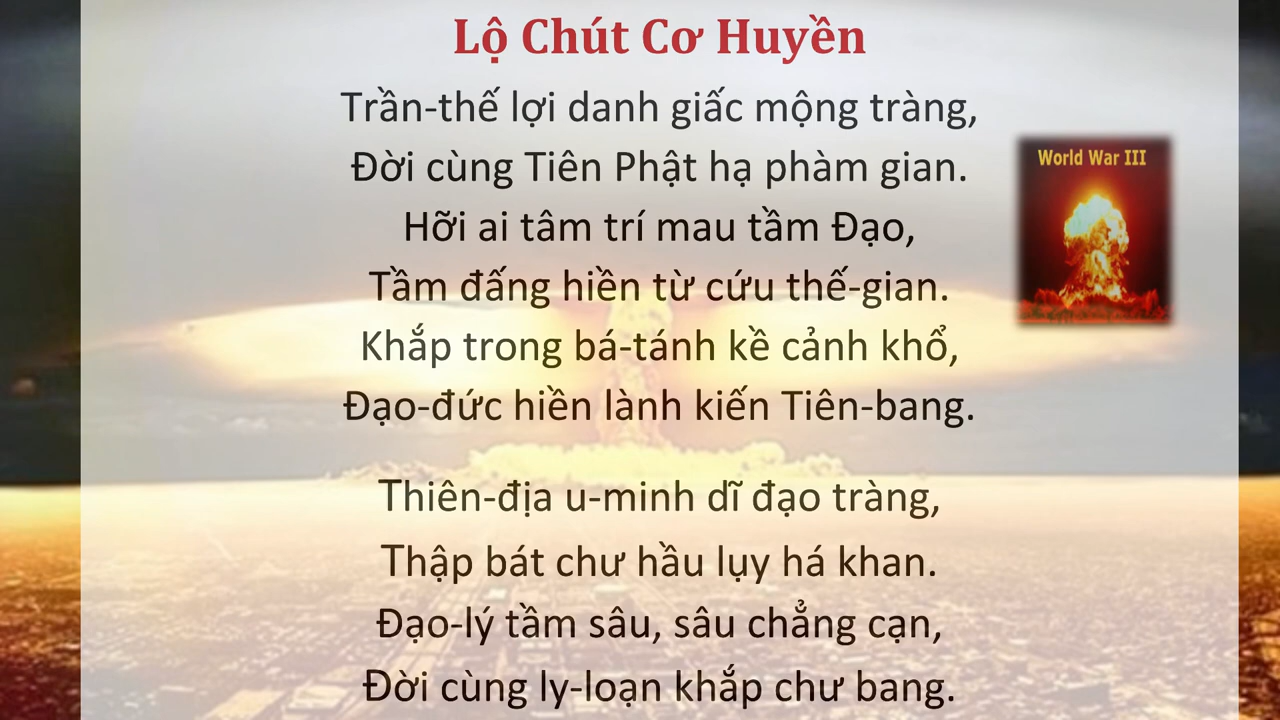 Lộ Chút Cơ Huyền
Trần-thế lợi danh giấc mộng tràng,
Đời cùng Tiên Phật hạ phàm gian.
World War III
Hỡi ai tâm trí mau tầm Đạo,
Tầm đấng hiền từ cứu thế-gian.
Khắp trong bá-tánh kề cảnh khổ,
Đạo-đức hiền lành kiến Tiên-bang.
Thiên-địa u-minh dĩ đạo tràng,
Thập bát chư hầu lụy há khan.
Đạo-lý tầm sâu, sâu chẳng cạn,
Đời cùng ly-loạn khắp chư bang.